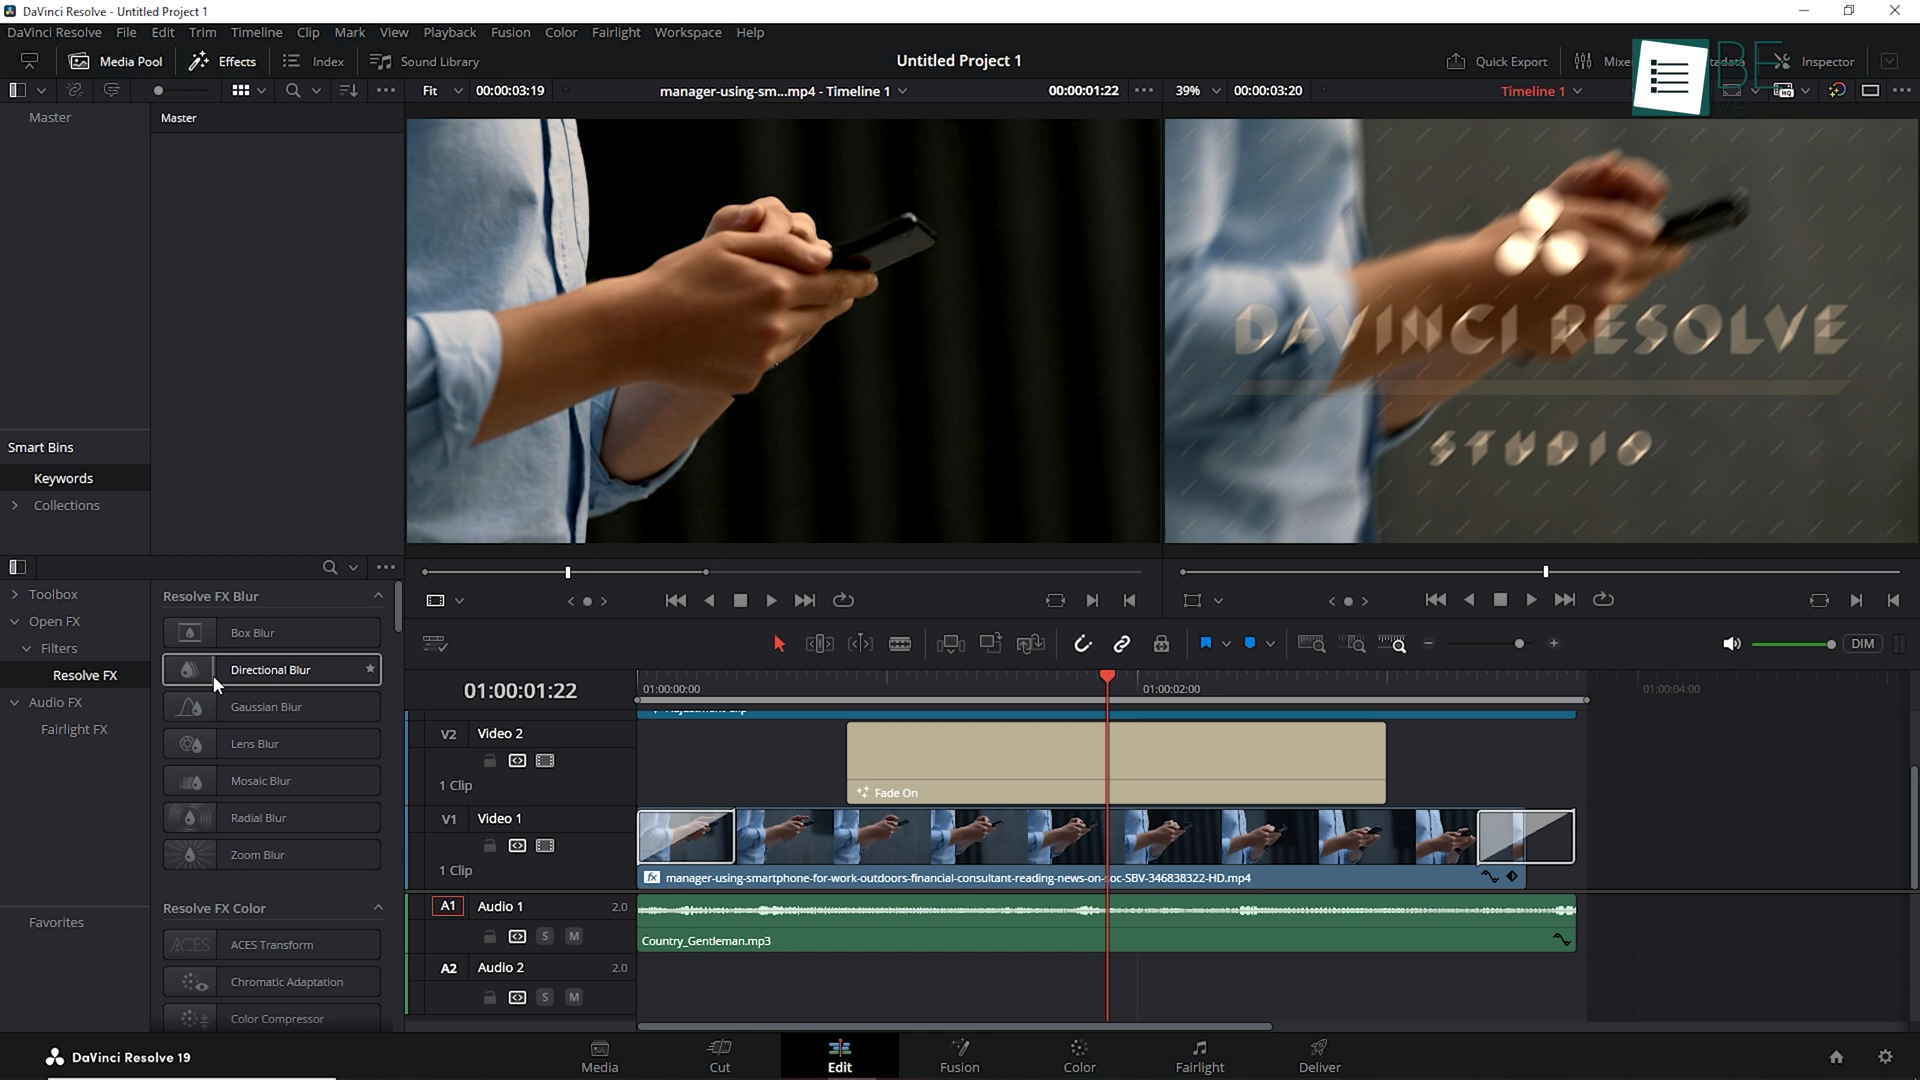 DaVinci Resolve - Untitled Project 1
DaVinci Resolve File Edit Trim Timeline Clip Mark View Playback Fusion Color Fairlight Workspace Help
Media Pool Effects Index Sound Library Untitled Project 1 Quick Export Inspector
Fit 00:00:03:19 manager-using-sm...mp4 - Timeline 1 00:00:01:22 39% 00:00:03:20 Timeline 1
BE
Master Master
DAVINCI RESOLVE
STUDIO
Smart Bins
Keywords
Collections
Toolbox
Open FX
Filters
Resolve FX
Audio FX
Fairlight FX
Favorites
Resolve FX Blur
Box Blur
Directional Blur
Gaussian Blur
Lens Blur
Mosaic Blur
Radial Blur
Zoom Blur
Resolve FX Color
ACES
ACES Transform
Chromatic Adaptation
Color Compressor
DIM
01:00:01:22 01:00:00:00 01:00:02:00 01:00:04:00
V2 Video 2
1 Clip
Fade On
V1 Video 1
1 Clip
fx manager-using-smartphone-for-work-outdoors-financial-consultant-reading-news-on-soc-SBV-346838322-HD.mp4
A1 Audio 1 2.0
S M
Country_Gentleman.mp3
A2 Audio 2 2.0
S M
DaVinci Resolve 19
Media Cut Edit Fusion Color Fairlight Deliver